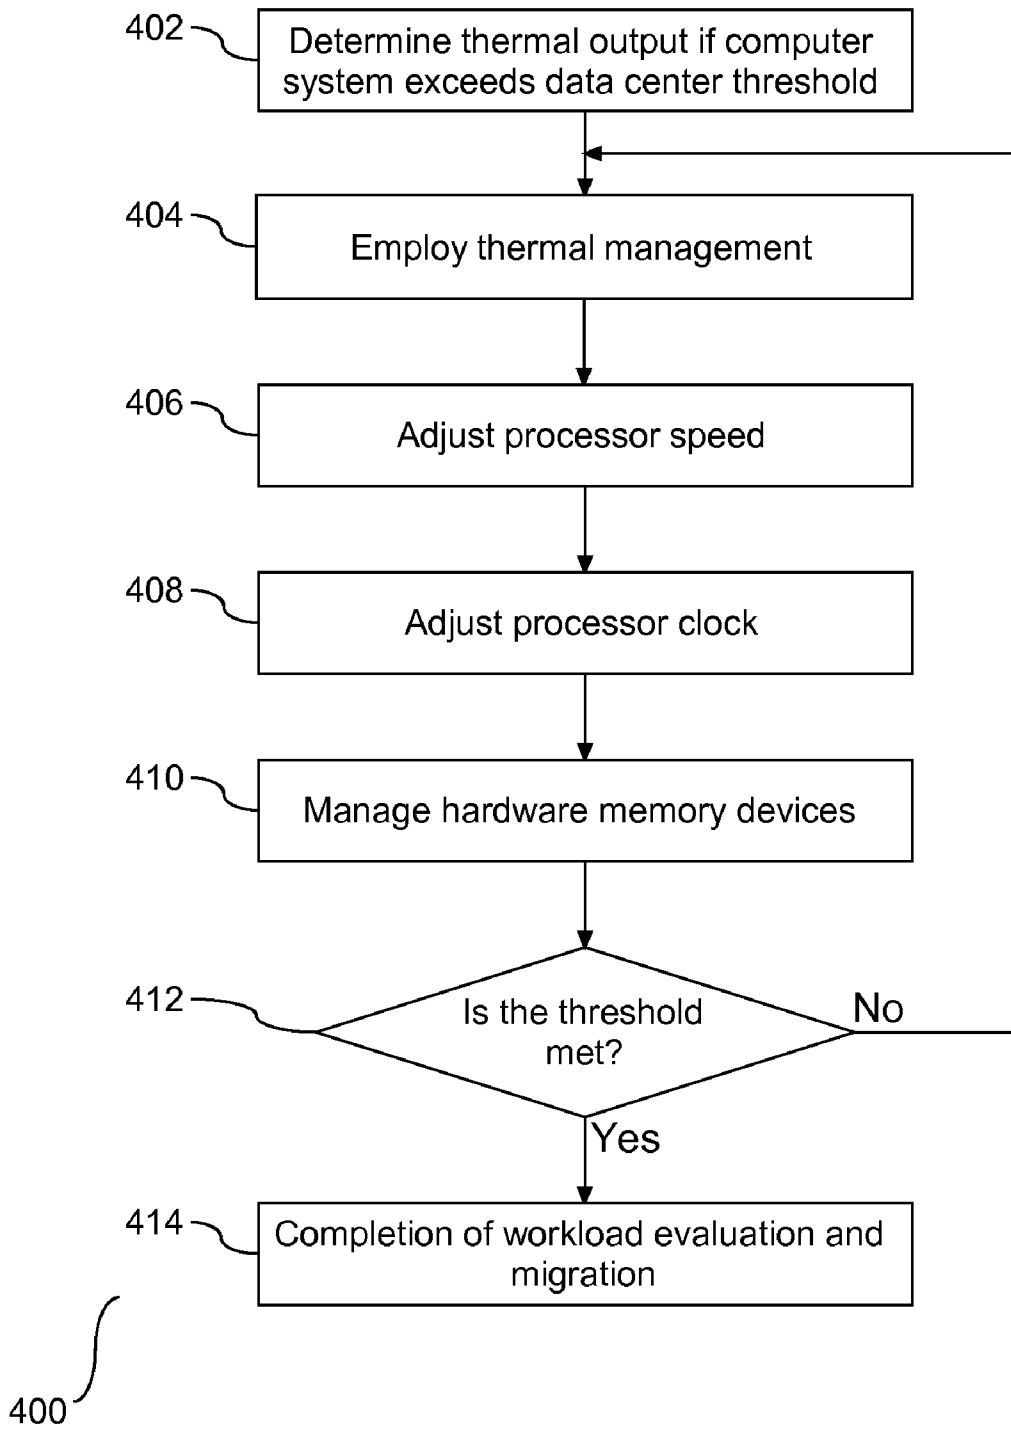 402
Determine thermal output if computer
system exceeds data center threshold
404
Employ thermal management
406
Adjust processor speed
408
Adjust processor clock
410
Manage hardware memory devices
412
Is the threshold
met?
No
Yes
414
Completion of workload evaluation and
migration
400